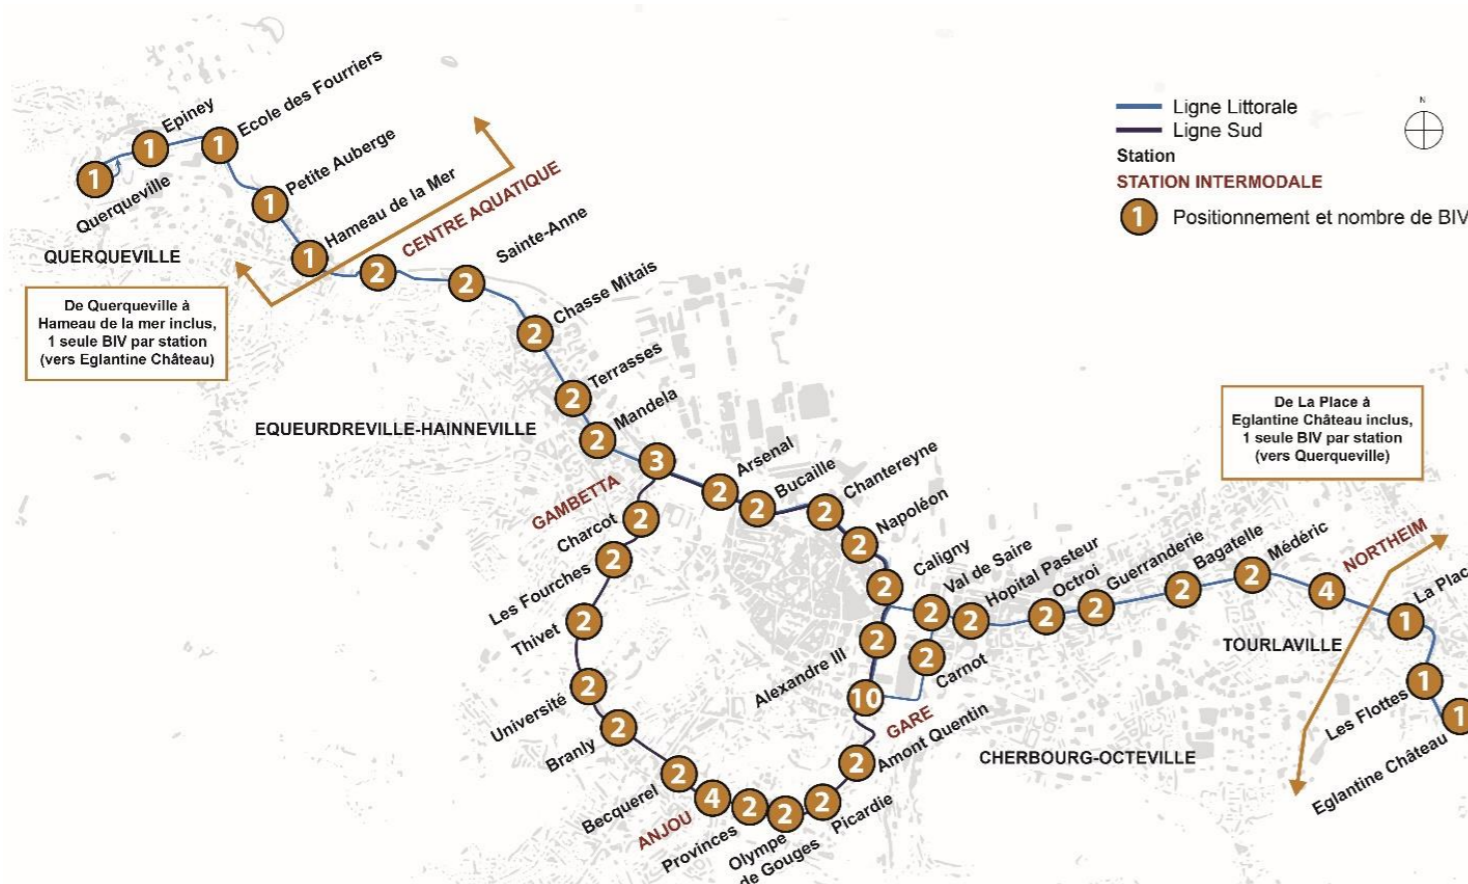 Ecole des Fourriers
Epiney
1
1
1
Querqueville
Petite Auberge
1
Hameau de la Mer
1
QUERQUEVILLE
De Querqueville à
Hameau de la mer inclus,
1 seule BIV par station
(vers Eglantine Château)
CENTRE AQUATIQUE
2
Sainte-Anne
2
Chasse Mitais
2
Terrasses
2
Mandela
2
EQUEURDREVILLE-HAINNEVILLE
N
Ligne Littorale
Ligne Sud
Station
STATION INTERMODALE
1
Positionnement et nombre de BIV
3
GAMBETTA
Arsenal
2
Bucaille
2
Chantereyne
2
Napoléon
2
Caligny
2
Charcot
2
Les Fourches
2
Thivet
2
Université
2
Branly
2
Becquerel
2
ANJOU
4
Provinces
2
Olympe
de Gouges
2
Picardie
2
Amont Quentin
2
GARE
10
Alexandre III
2
Carnot
2
Val de Saire
2
Hopital Pasteur
2
Octroi
2
Guerranderie
2
Bagatelle
2
Médéric
2
NORTHEIM
4
De La Place à
Eglantine Château inclus,
1 seule BIV par station
(vers Querqueville)
La Place
1
TOURLAVILLE
Les Flottes
1
Eglantine Château
1
CHERBOURG-OCTEVILLE